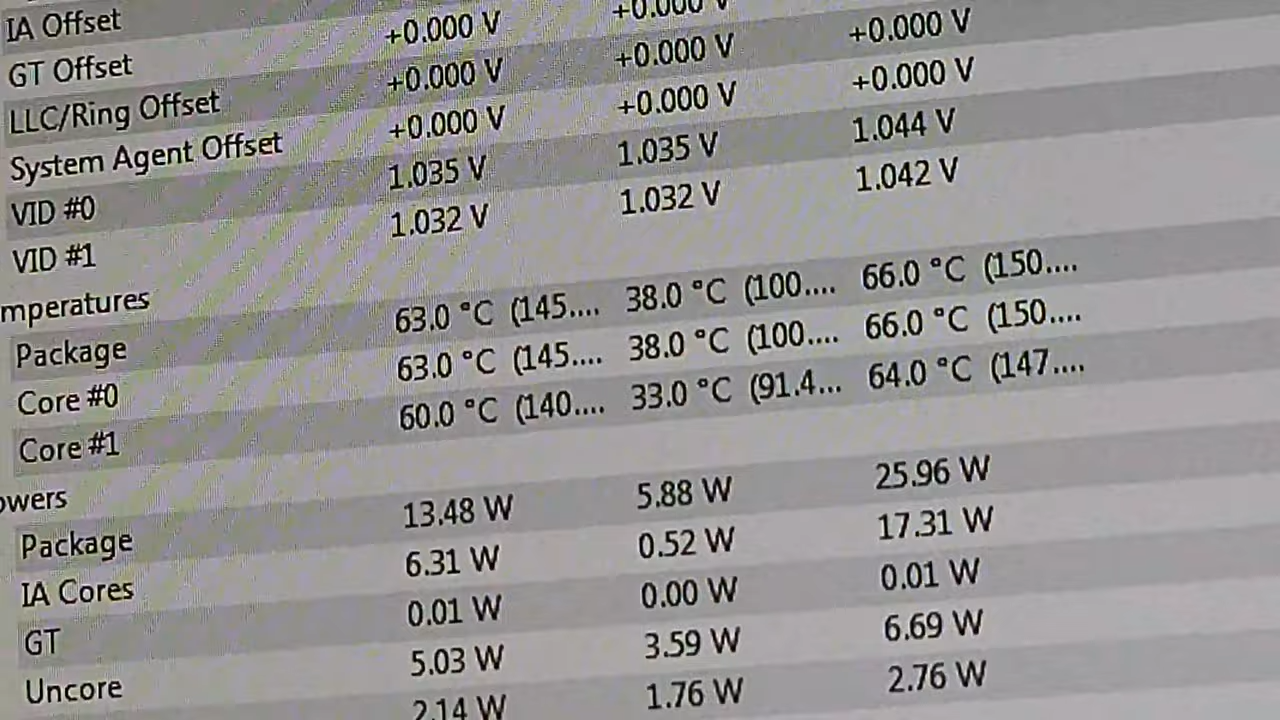 IA Offset
GT Offset +0.000 V +0.000 V
LLC/Ring Offset +0.000 V +0.000 V +0.000 V
System Agent Offset +0.000 V +0.000 V +0.000 V
VID #0 1.035 V 1.035 V 1.044 V
VID #1 1.032 V 1.032 V 1.042 V
mperatures
Package 63.0 °C (145.... 38.0 °C (100.... 66.0 °C (150....
Core #0 63.0 °C (145.... 38.0 °C (100.... 66.0 °C (150....
Core #1 60.0 °C (140.... 33.0 °C (91.4... 64.0 °C (147....
owers
Package 13.48 W 5.88 W 25.96 W
IA Cores 6.31 W 0.52 W 17.31 W
GT 0.01 W 0.00 W 0.01 W
Uncore 5.03 W 3.59 W 6.69 W
2.14 W 1.76 W 2.76 W